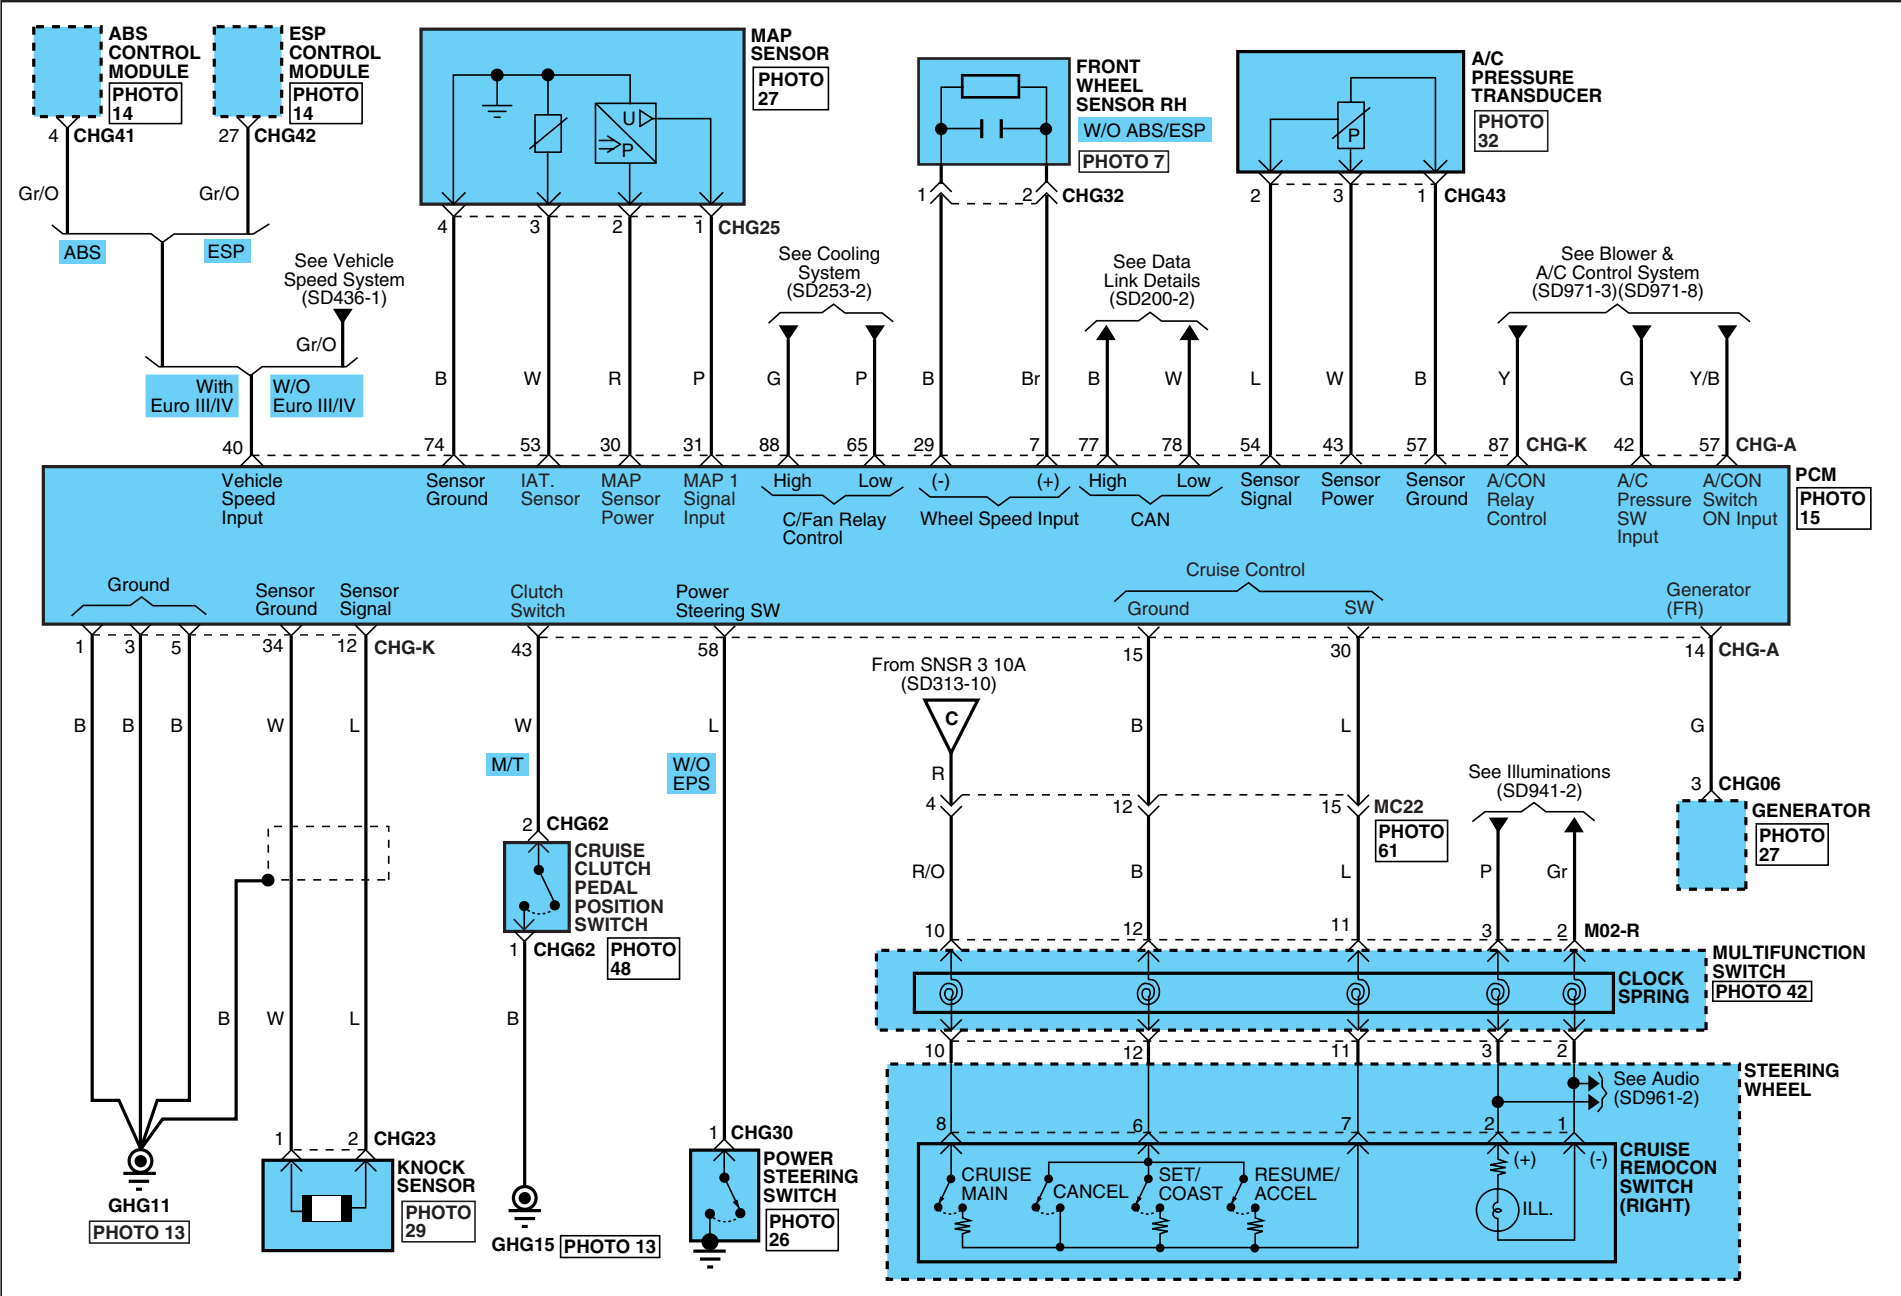 ABS
CONTROL
MODULE
PHOTO
14
4
CHG41
Gr/O
ABS
ESP
CONTROL
MODULE
PHOTO
14
27
CHG42
Gr/O
ESP
See Vehicle
Speed System
(SD436-1)
Gr/O
With
Euro III/IV
W/O
Euro III/IV
MAP
SENSOR
PHOTO
27
U
P
4
3
2
1
CHG25
See Cooling
System
(SD253-2)
FRONT
WHEEL
SENSOR RH
W/O ABS/ESP
PHOTO 7
1
2
CHG32
See Data
Link Details
(SD200-2)
A/C
PRESSURE
TRANSDUCER
PHOTO
32
P
2
3
1
CHG43
See Blower &
A/C Control System
(SD971-3)(SD971-8)
B
W
R
P
G
P
B
Br
B
W
L
W
B
Y
G
Y/B
40
74
53
30
31
88
65
29
7
77
78
54
43
57
87
CHG-K
42
57
CHG-A
PCM
PHOTO
15
Vehicle
Speed
Input
Sensor
Ground
IAT.
Sensor
MAP
Sensor
Power
MAP 1
Signal
Input
High
Low
C/Fan Relay
Control
(-)
(+)
Wheel Speed Input
High
Low
CAN
Sensor
Signal
Sensor
Power
Sensor
Ground
A/CON
Relay
Control
A/C
Pressure
SW
Input
A/CON
Switch
ON Input
Ground
Sensor
Ground
Sensor
Signal
Clutch
Switch
Power
Steering SW
Cruise Control
Ground
SW
Generator
(FR)
1
3
5
34
12
CHG-K
43
58
15
30
14
CHG-A
From SNSR 3 10A
(SD313-10)
C
B
B
B
W
L
W
L
B
L
G
M/T
W/O
EPS
R
4
12
15
MC22
PHOTO
61
See Illuminations
(SD941-2)
3
CHG06
GENERATOR
PHOTO
27
2
CHG62
CRUISE
CLUTCH
PEDAL
POSITION
SWITCH
1
CHG62
PHOTO
48
R/O
B
L
P
Gr
10
12
11
3
2
M02-R
MULTIFUNCTION
SWITCH
PHOTO 42
CLOCK
SPRING
B
W
L
B
10
12
11
3
2
STEERING
WHEEL
See Audio
(SD961-2)
8
6
7
2
1
1
2
CHG23
KNOCK
SENSOR
PHOTO
29
GHG11
PHOTO 13
GHG15
PHOTO 13
1
CHG30
POWER
STEERING
SWITCH
PHOTO
26
CRUISE
MAIN
CANCEL
SET/
COAST
RESUME/
ACCEL
(+)
(-)
ILL.
CRUISE
REMOCON
SWITCH
(RIGHT)